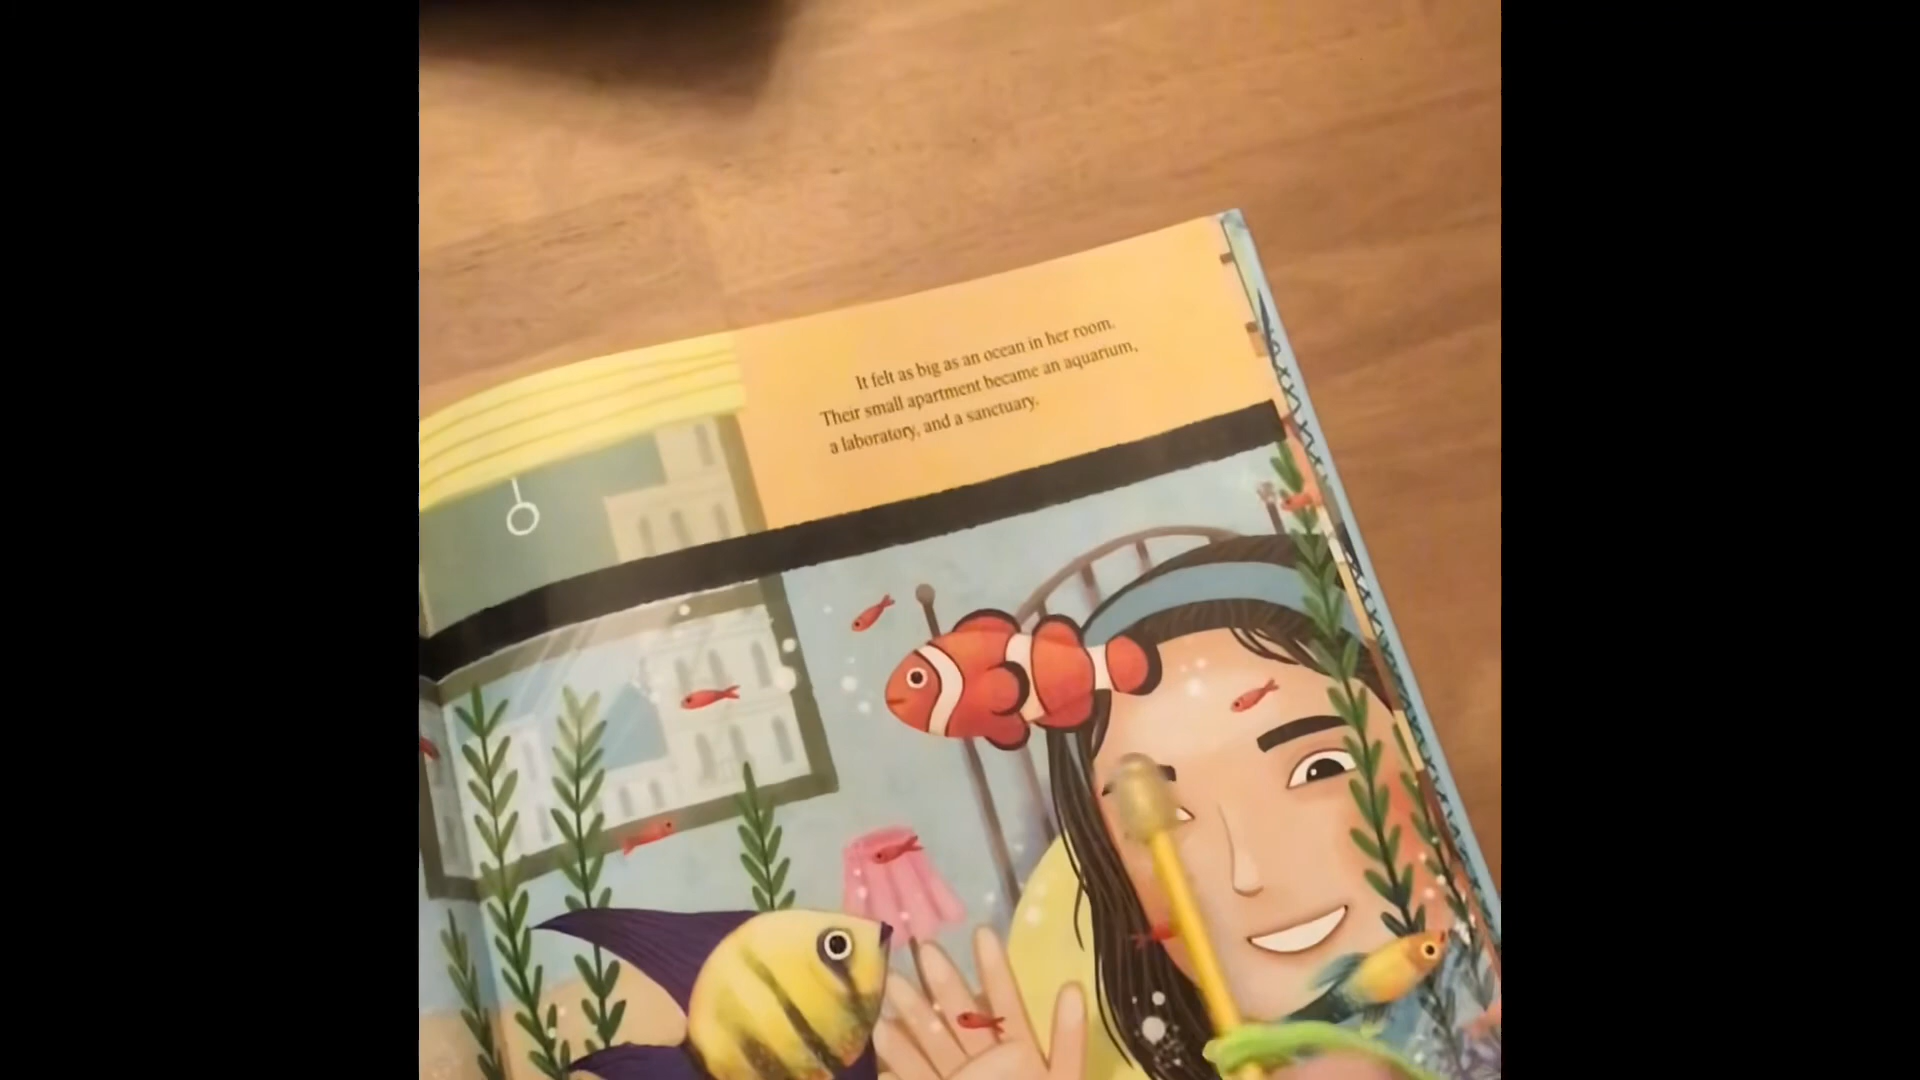 It felt as big as an ocean in her room.
Their small apartment became an aquarium,
a laboratory, and a sanctuary.